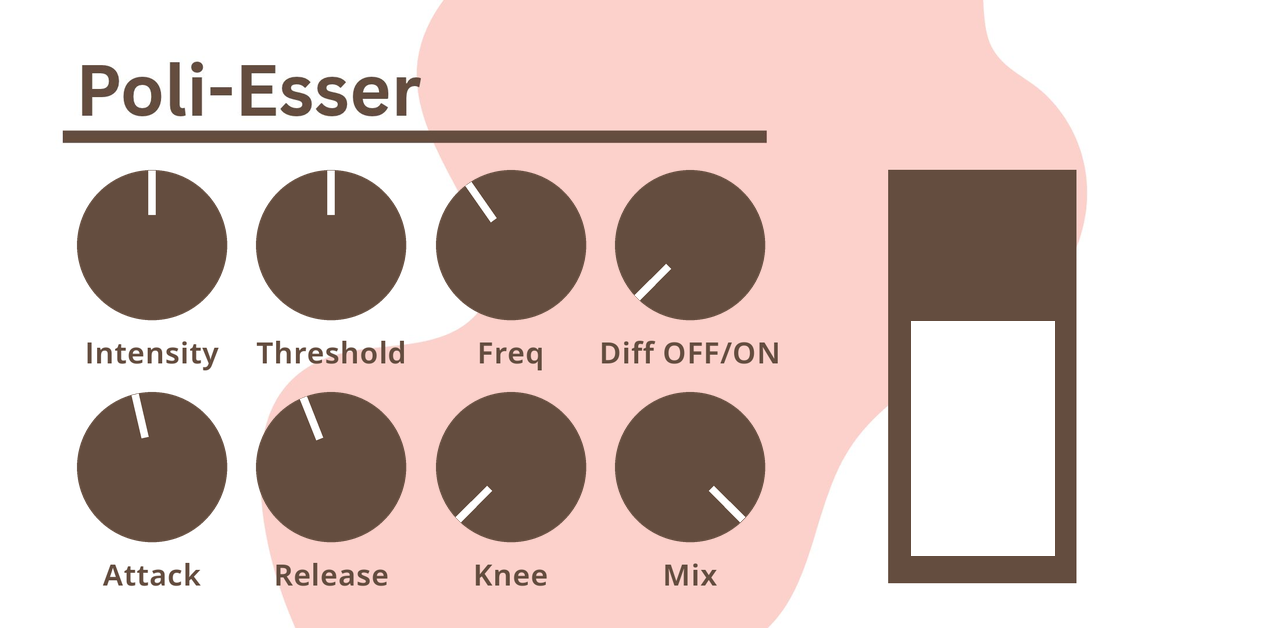 Poli-Esser
Intensity Threshold Freq Diff OFF/ON
Attack Release Knee Mix